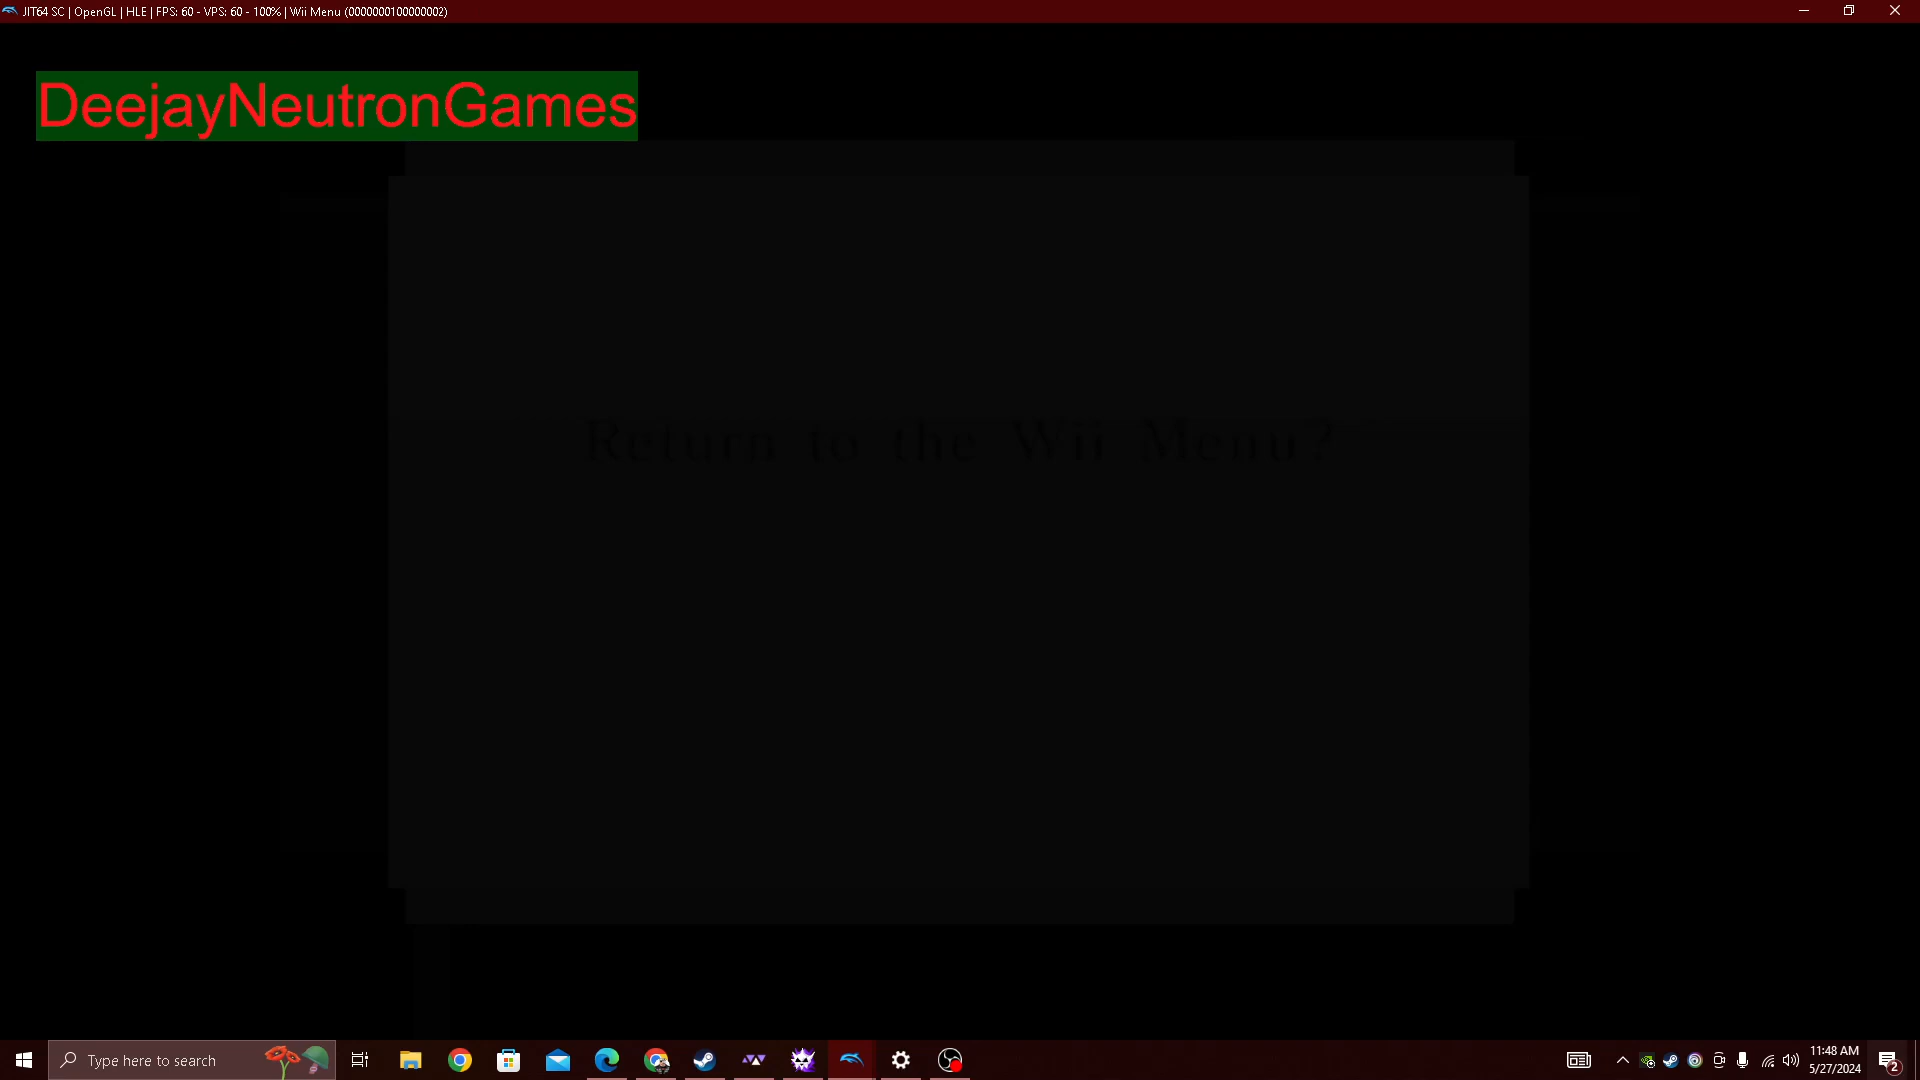 JIT64 SC | OpenGL | HLE | FPS: 60 - VPS: 60 - 100% | Wii Menu (0000000100000002)
DeejayNeutronGames
Return to the Wii Menu?
Type here to search
11:48 AM
5/27/2024
2